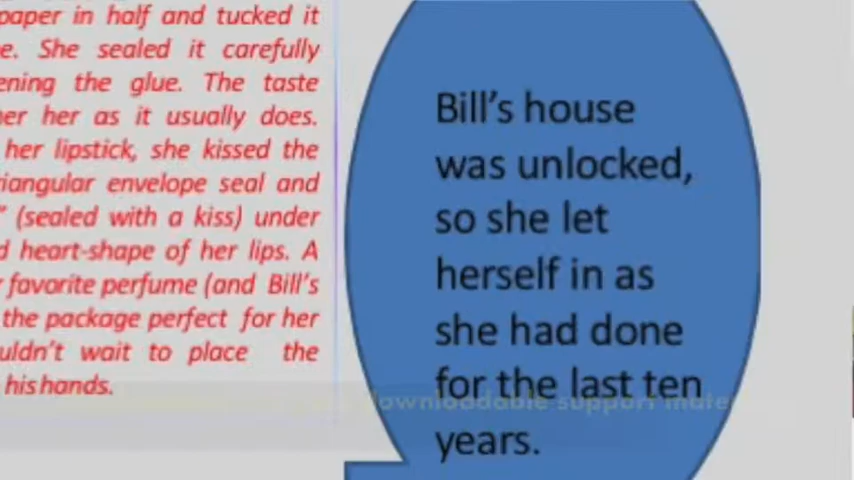 paper in half and tucked it
e. She sealed it carefully
ening the glue. The taste
her her as it usually does.
her lipstick, she kissed the
riangular envelope seal and
" (sealed with a kiss) under
d heart-shape of her lips. A
r favorite perfume (and Bill's
the package perfect for her
uldn't wait to place the
his hands.
Bill's house
was unlocked,
so she let
herself in as
she had done
for the last ten
years.
downloadable support mate